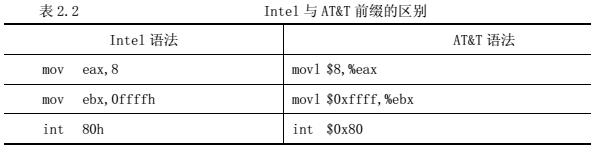 表 2.2 Intel 与 AT&T 前缀的区别
Intel 语法 AT&T 语法
mov eax,8 movl $8,%eax
mov ebx,0ffffh movl $0xffff,%ebx
int 80h int $0x80